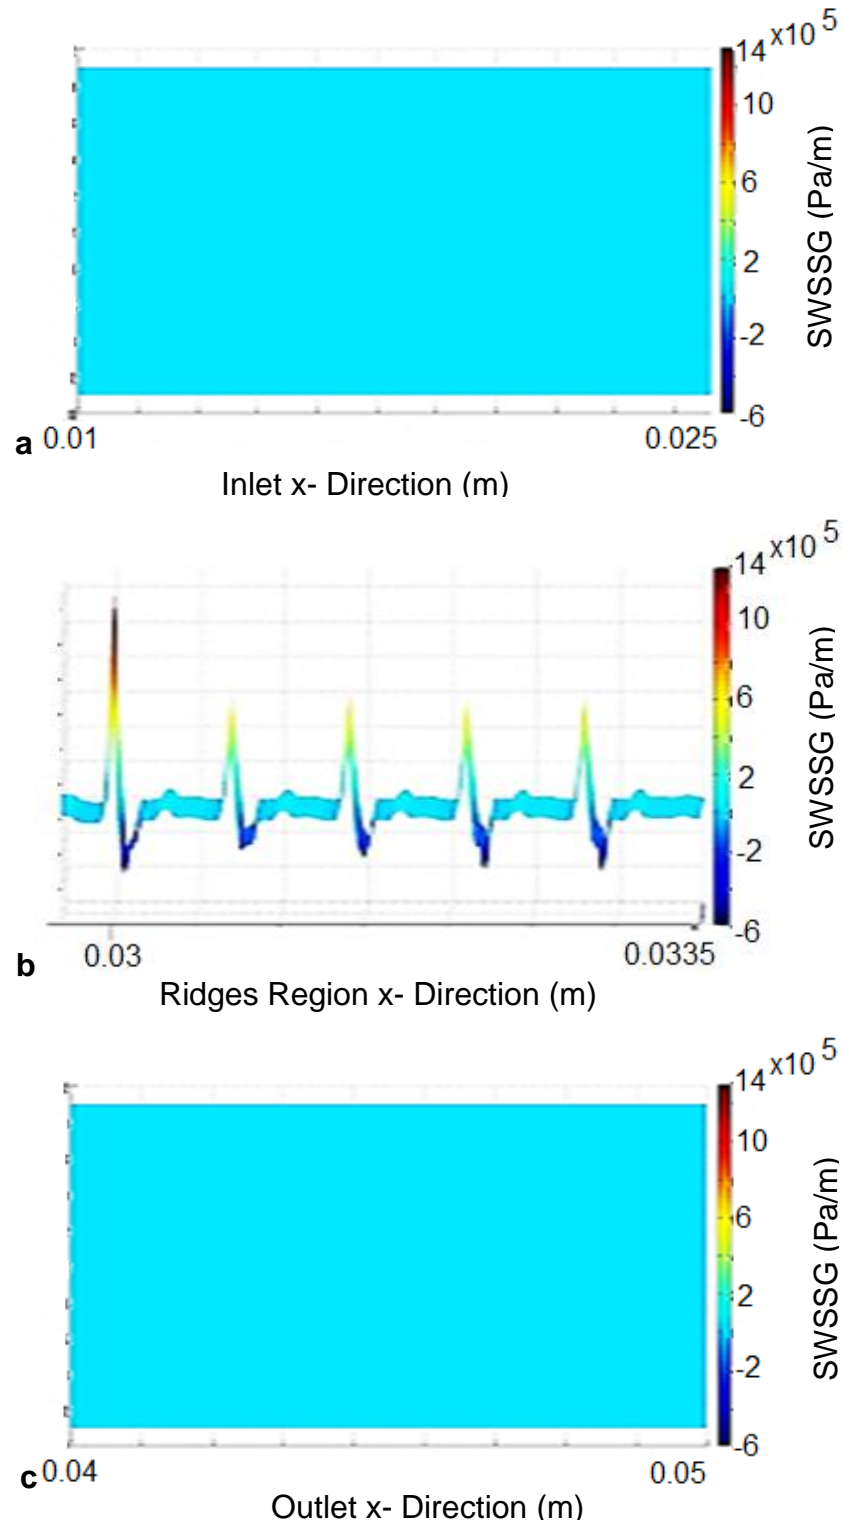 14 x10 5
10
6
2
-2
-6
SWSSG (Pa/m)
a 0.01 0.025
Inlet x- Direction (m)
14 x10 5
10
6
2
-2
-6
SWSSG (Pa/m)
0.03 0.0335
b
Ridges Region x- Direction (m)
14 x10 5
10
6
2
-2
-6
SWSSG (Pa/m)
c 0.04 0.05
Outlet x- Direction (m)